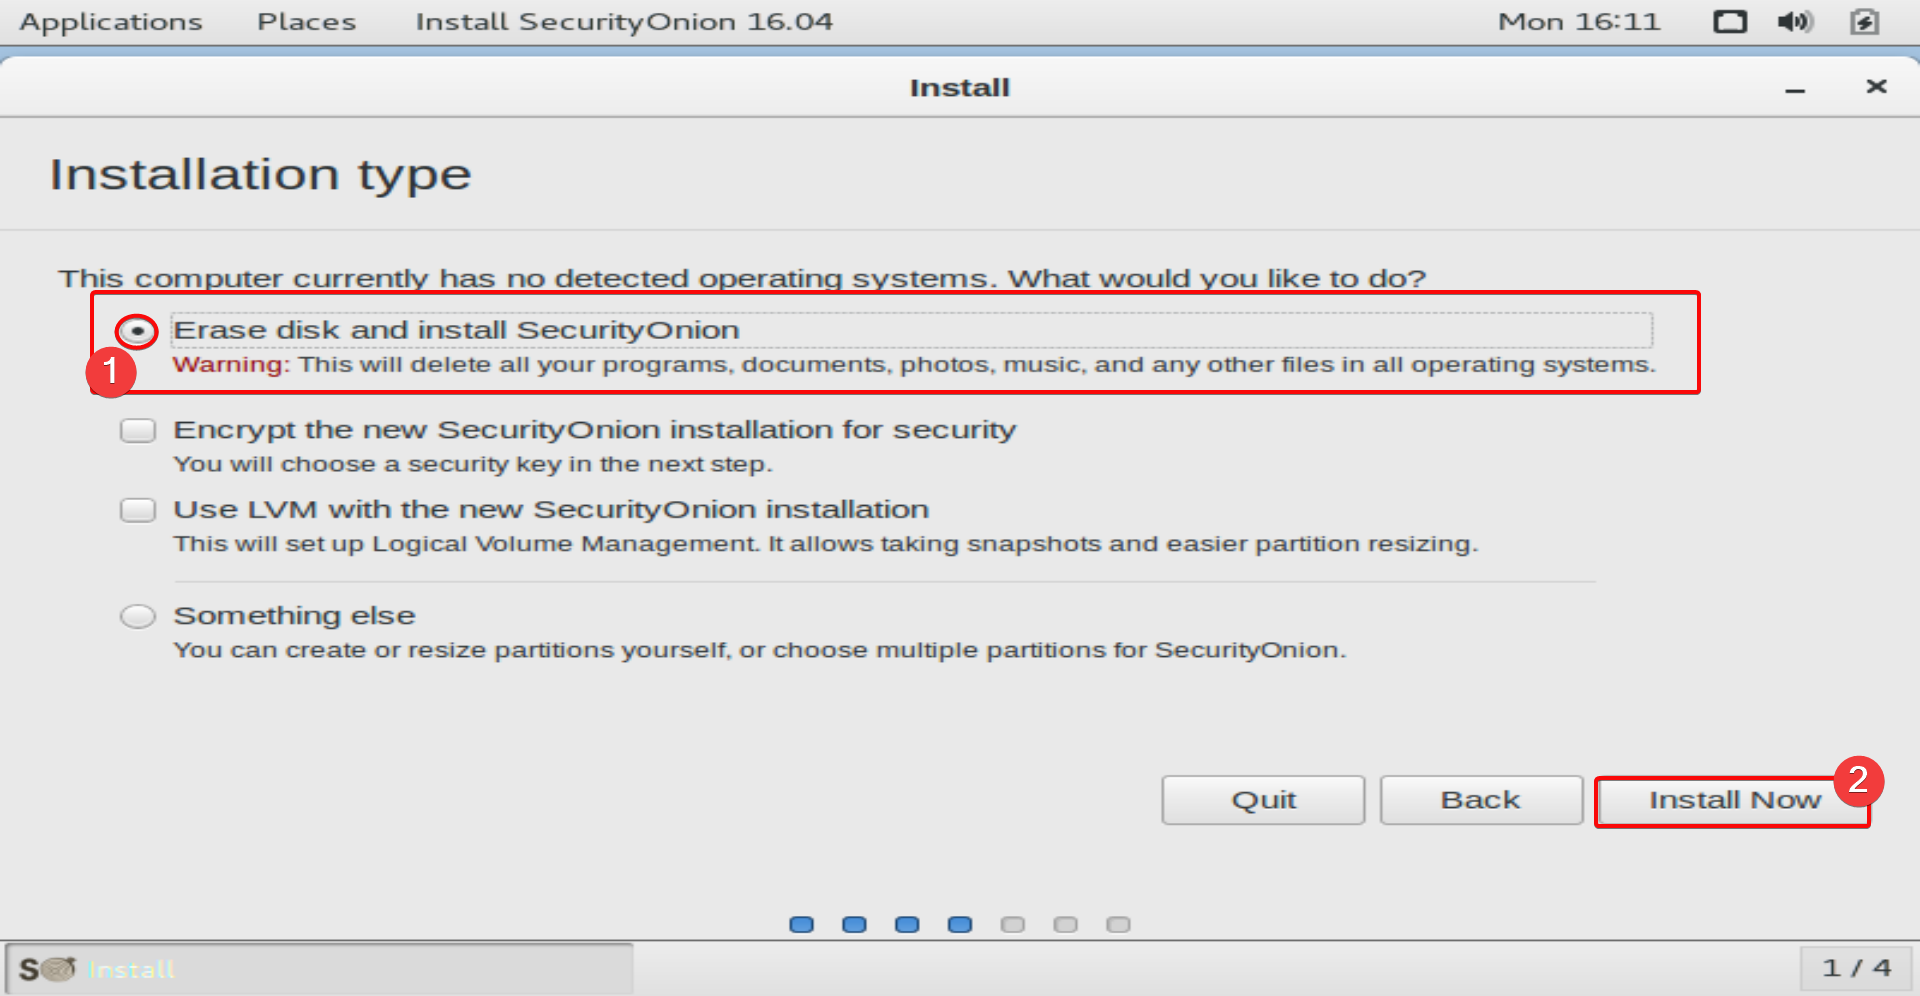 Applications Places Install SecurityOnion 16.04 Mon 16:11
Install
Installation type
This computer currently has no detected operating systems. What would you like to do?
Erase disk and install SecurityOnion
1
Warning: This will delete all your programs, documents, photos, music, and any other files in all operating systems.
Encrypt the new SecurityOnion installation for security
You will choose a security key in the next step.
Use LVM with the new SecurityOnion installation
This will set up Logical Volume Management. It allows taking snapshots and easier partition resizing.
Something else
You can create or resize partitions yourself, or choose multiple partitions for SecurityOnion.
2
Quit Back Install Now
SO Install 1 / 4